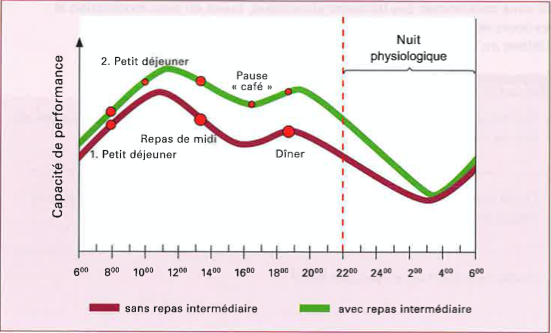 Nuit
physiologique
2. Petit déjeuner
Pause
« café »
Repas de midi
1. Petit déjeuner
Dîner
Capacité de performance
6⁰⁰ 8⁰⁰ 10⁰⁰ 12⁰⁰ 14⁰⁰ 16⁰⁰ 18⁰⁰ 20⁰⁰ 22⁰⁰ 24⁰⁰ 2⁰⁰ 4⁰⁰ 6⁰⁰
sans repas intermédiaire avec repas intermédiaire